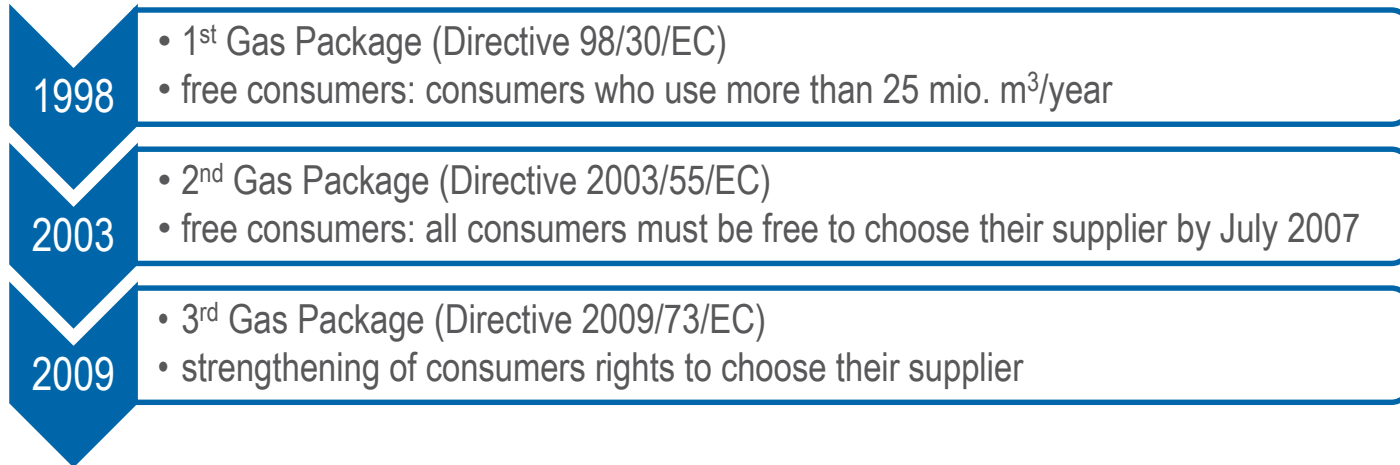 1998
• 1st Gas Package (Directive 98/30/EC)
• free consumers: consumers who use more than 25 mio. m³/year
2003
• 2nd Gas Package (Directive 2003/55/EC)
• free consumers: all consumers must be free to choose their supplier by July 2007
2009
• 3rd Gas Package (Directive 2009/73/EC)
• strengthening of consumers rights to choose their supplier